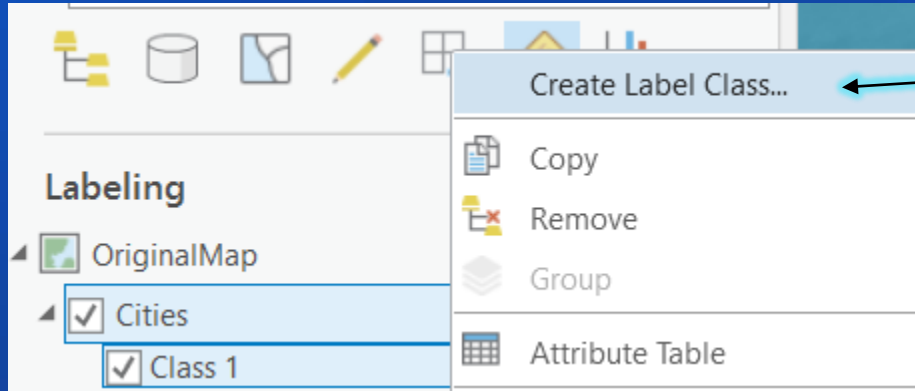 Create Label Class...
Copy
Labeling
Remove
OriginalMap
Group
Cities
Attribute Table
Class 1